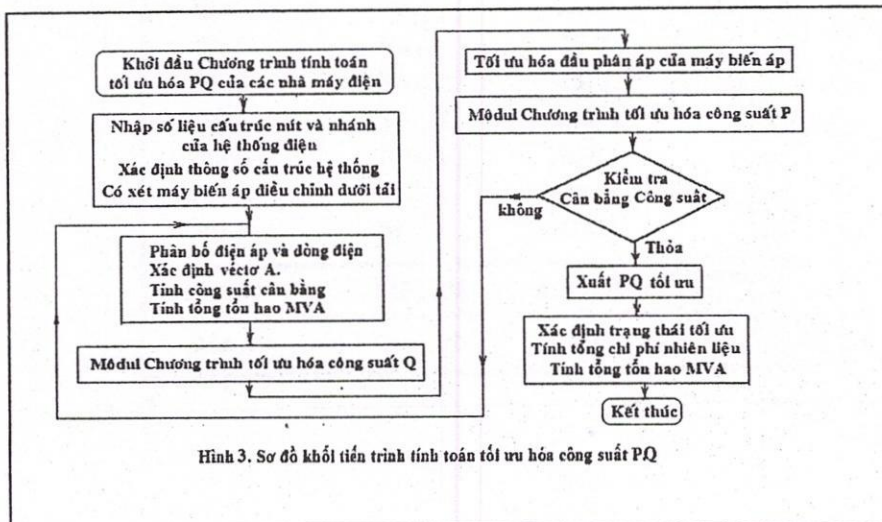 Khởi đầu Chương trình tính toán
tối ưu hóa PQ của các nhà máy điện
Nhập số liệu cấu trúc nút và nhánh
của hệ thống điện
Xác định thông số cấu trúc hệ thống
Có xét máy biến áp điều chỉnh dưới tải
Phân bố điện áp và dòng điện
Xác định véctơ A.
Tính công suất cân bằng
Tính tổng tổn hao MVA
Môdul Chương trình tối ưu hóa công suất Q
Tối ưu hóa đầu phân áp của máy biến áp
Môdul Chương trình tối ưu hóa công suất P
Kiểm tra
Cân bằng Công suất
không
Thỏa
Xuất PQ tối ưu
Xác định trạng thái tối ưu
Tính tổng chi phí nhiên liệu
Tính tổng tổn hao MVA
Kết thúc
Hình 3. Sơ đồ khối tiến trình tính toán tối ưu hóa công suất PQ